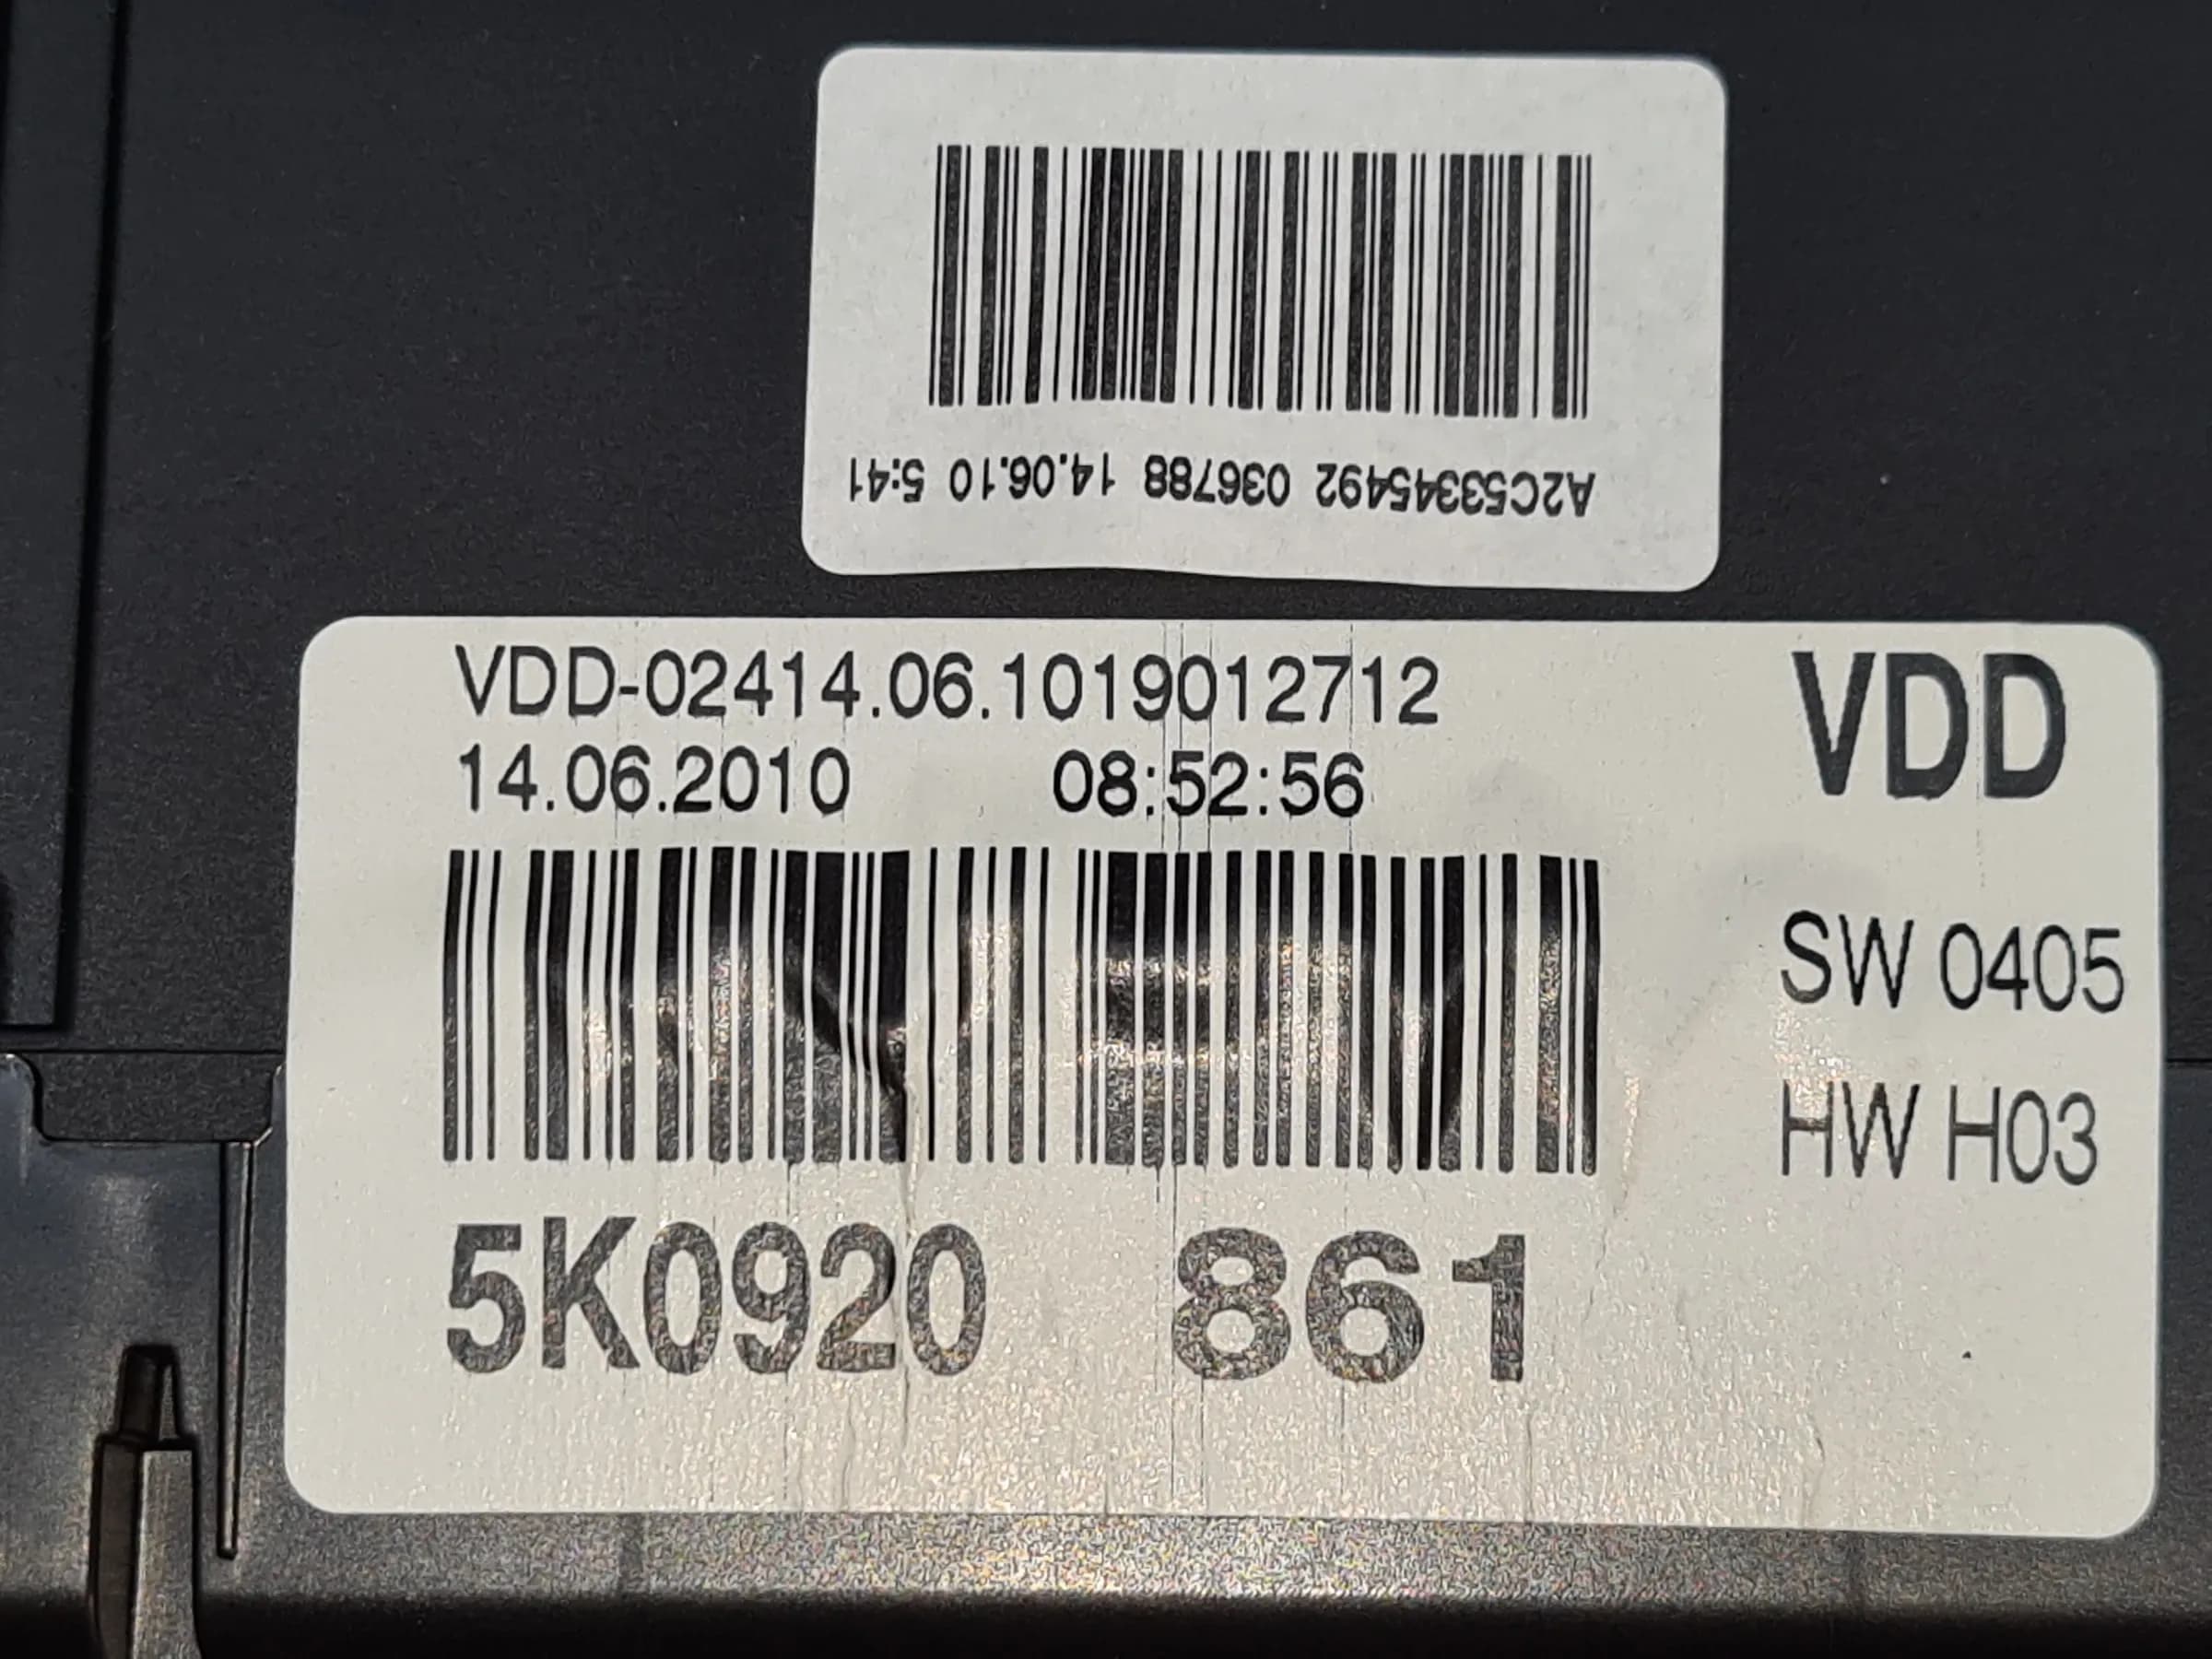 A2C53345492 036788 14.06.10 5:41
VDD-02414.06.1019012712
14.06.2010 08:52:56
VDD
SW 0405
HW H03
5K0920 861